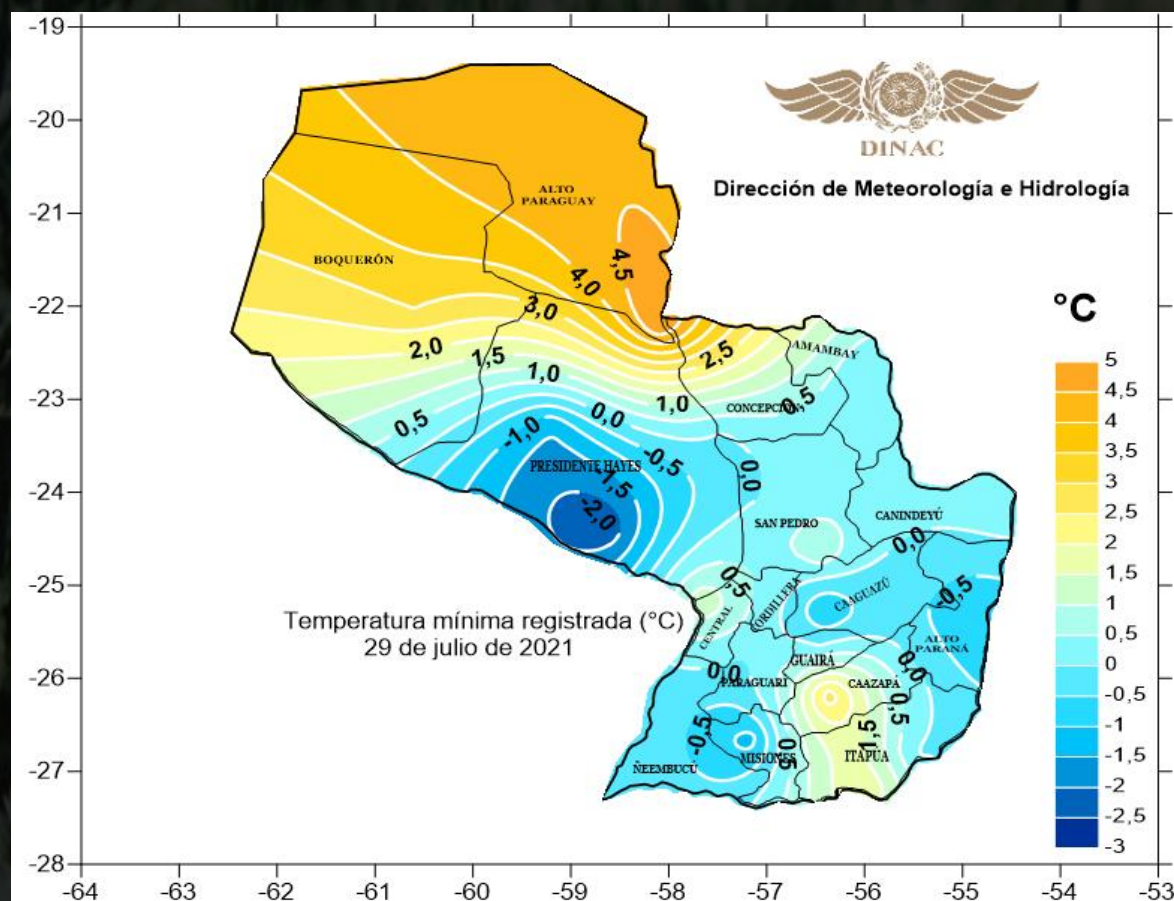 -19
-20
-21
-22
-23
-24
-25
-26
-27
-28
-64
-63
-62
-61
-60
-59
-58
-57
-56
-55
-54
-53
DINAC
Dirección de Meteorología e Hidrología
°C
5
4,5
4
3,5
3
2,5
2
1,5
1
0,5
0
-0,5
-1
-1,5
-2
-2,5
-3
ALTO
PARAGUAY
BOQUERÓN
4,5
4,0
3,0
2,5
2,0
1,5
1,0
1,0
0,5
0,0
AMAMBAY
CONCEPCIÓN
0,5
-1,0
-0,5
PRESIDENTE HAYES
-1,5
-2,0
0,0
SAN PEDRO
CANINDEYÚ
0,0
0,5
CORDILLERA
CENTRAL
CAAGUAZÚ
-0,5
ALTO
PARANÁ
Temperatura mínima registrada (°C)
29 de julio de 2021
GUAIRÁ
0,0
0,0
PARAGUARI
CAAZAPÁ
0,5
-0,5
MISIONES
0,5
1,5
ITAPÚA
ÑEEMBUCÚ